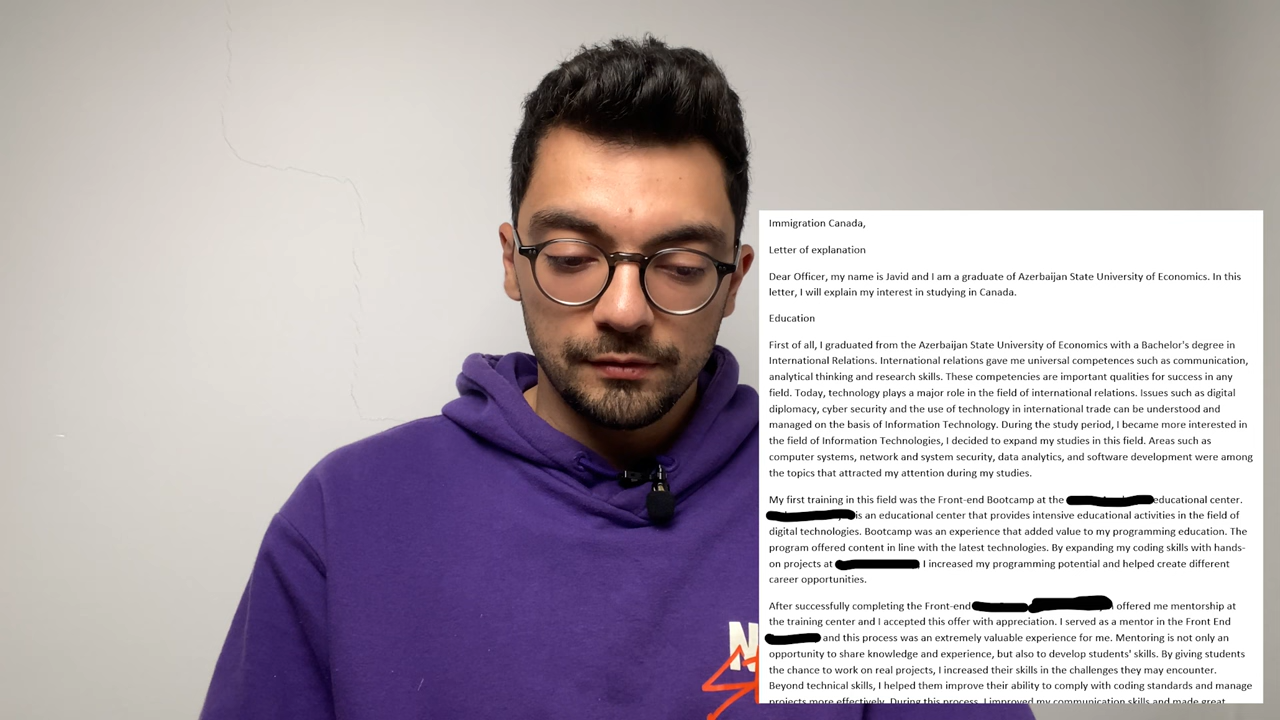 Immigration Canada,
Letter of explanation
Dear Officer, my name is Javid and I am a graduate of Azerbaijan State University of Economics. In this
letter, I will explain my interest in studying in Canada.
Education
First of all, I graduated from the Azerbaijan State University of Economics with a Bachelor's degree in
International Relations. International relations gave me universal competences such as communication,
analytical thinking and research skills. These competencies are important qualities for success in any
field. Today, technology plays a major role in the field of international relations. Issues such as digital
diplomacy, cyber security and the use of technology in international trade can be understood and
managed on the basis of Information Technology. During the study period, I became more interested in
the field of Information Technologies, I decided to expand my studies in this field. Areas such as
computer systems, network and system security, data analytics, and software development were among
the topics that attracted my attention during my studies.
My first training in this field was the Front-end Bootcamp at the educational center.
is an educational center that provides intensive educational activities in the field of
digital technologies. Bootcamp was an experience that added value to my programming education. The
program offered content in line with the latest technologies. By expanding my coding skills with hands-
on projects at I increased my programming potential and helped create different
career opportunities.
After successfully completing the Front-end offered me mentorship at
the training center and I accepted this offer with appreciation. I served as a mentor in the Front End
and this process was an extremely valuable experience for me. Mentoring is not only an
opportunity to share knowledge and experience, but also to develop students' skills. By giving students
the chance to work on real projects, I increased their skills in the challenges they may encounter.
Beyond technical skills, I helped them improve their ability to comply with coding standards and manage
projects more effectively. During this process, I improved my communication skills and made great
N